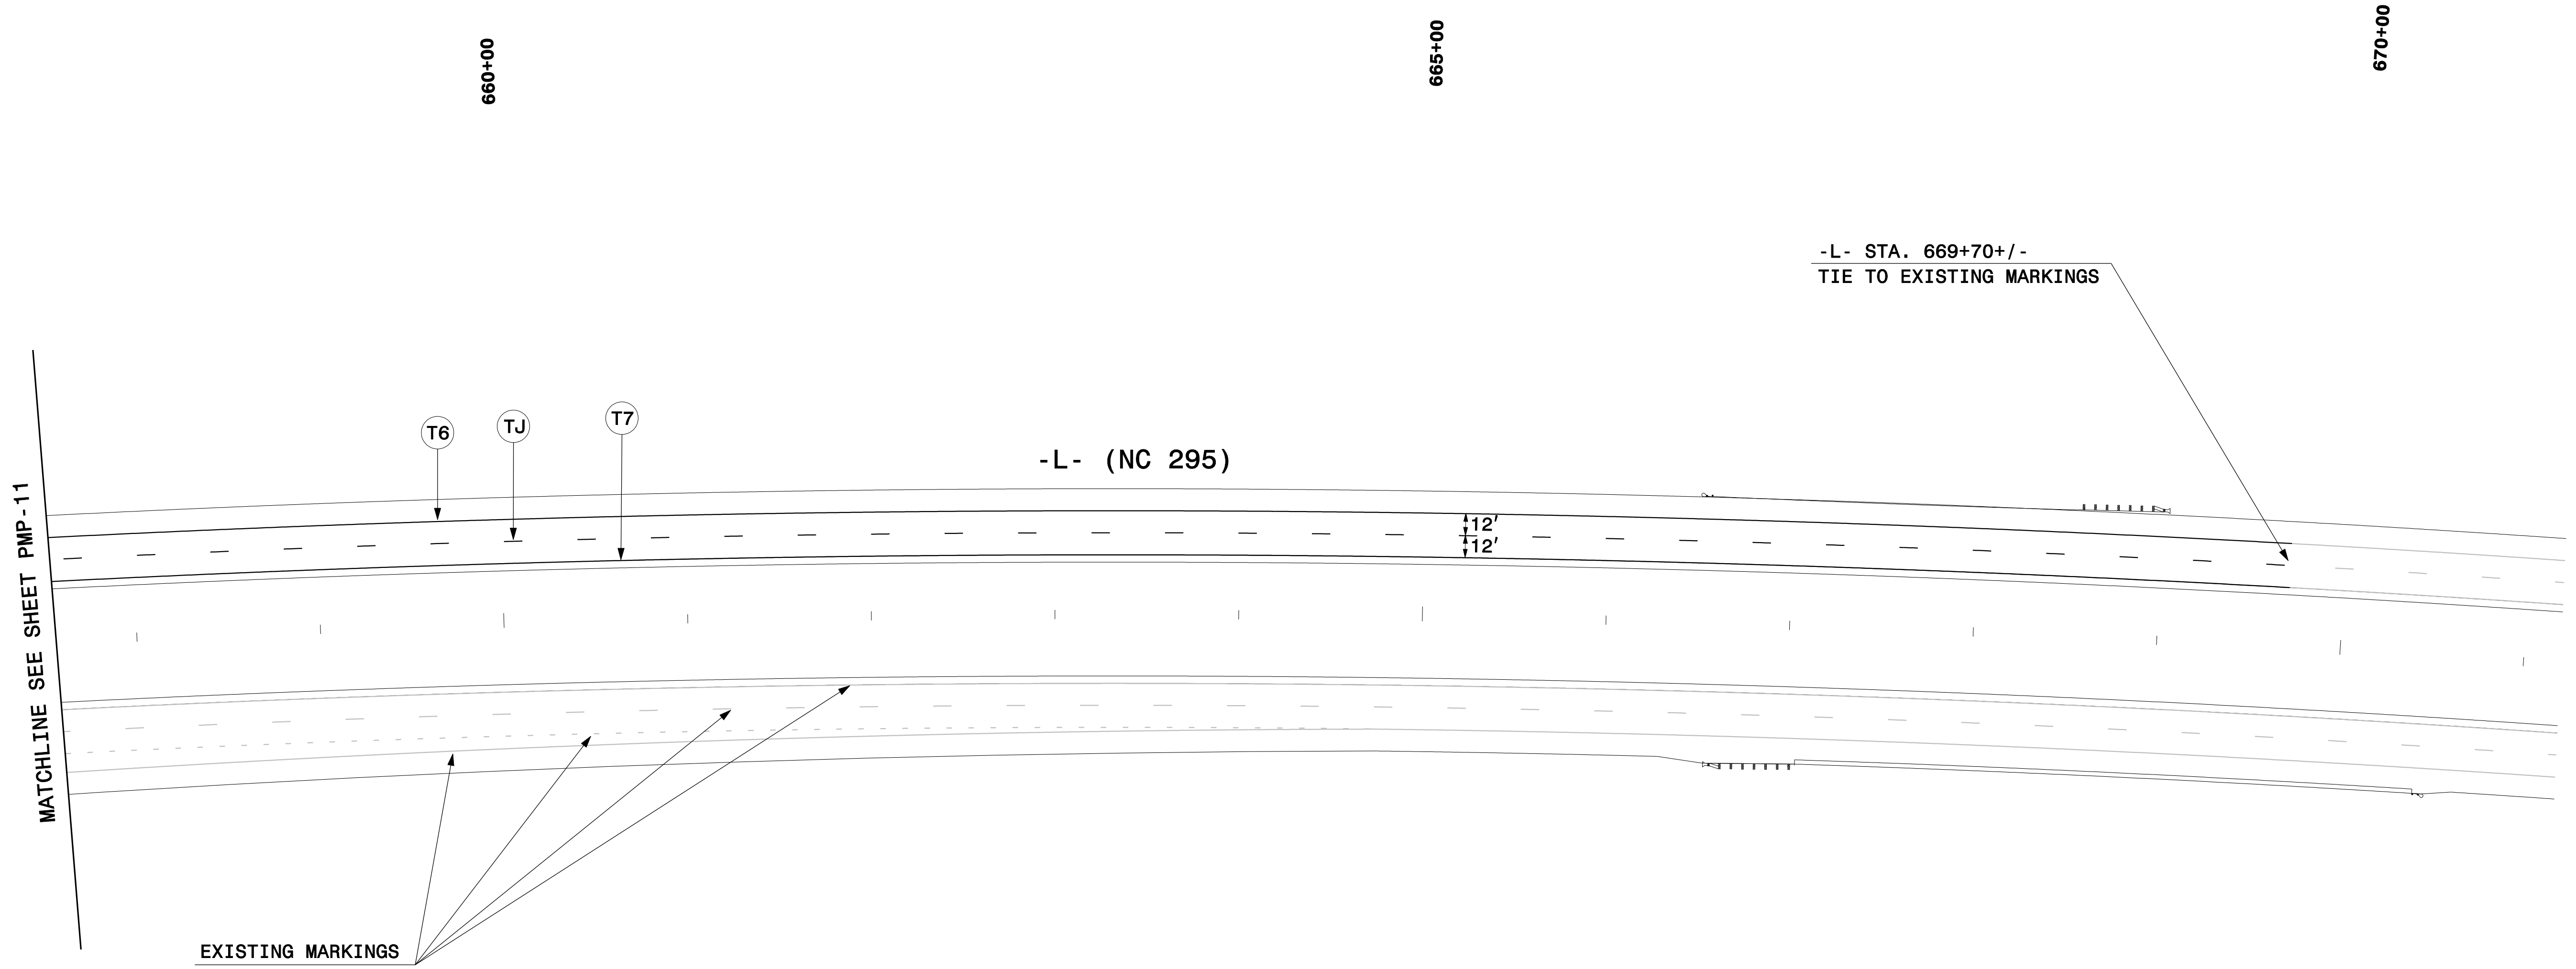 660+00
665+00
670+00
-L- STA. 669+70+/-
TIE TO EXISTING MARKINGS
T6
TJ
T7
-L- (NC 295)
12'
12'
MATCHLINE SEE SHEET PMP-11
EXISTING MARKINGS